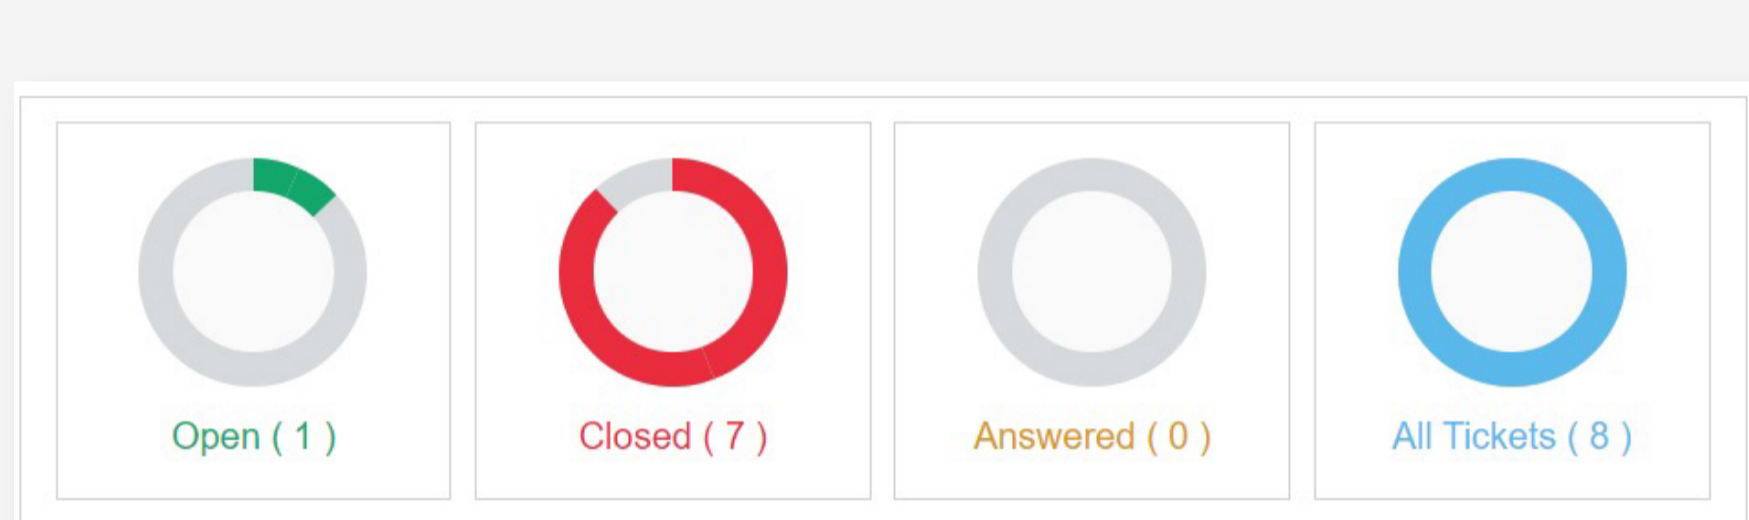 Open ( 1 )
Closed ( 7 )
Answered ( 0 )
All Tickets ( 8 )